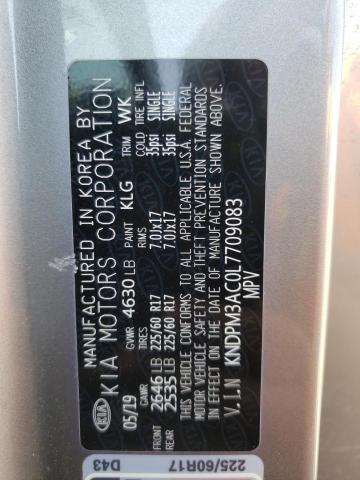 MANUFACTURED IN KOREA BY
KIA KIA MOTORS CORPORATION
05/19 GVWR 4630 LB PAINT KLG TRIM WK
GAWR TIRES RIMS COLD TIRE INFL
FRONT 2646 LB 225/60 R17 7.0Jx17 35psi SINGLE
REAR 2535 LB 225/60 R17 7.0Jx17 35psi SINGLE
THIS VEHICLE CONFORMS TO ALL APPLICABLE U.S.A. FEDERAL
MOTOR VEHICLE SAFETY AND THEFT PREVENTION STANDARDS
IN EFFECT ON THE DATE OF MANUFACTURE SHOWN ABOVE.
V.I.N KNDPM3AC0L7709083
MPV
D43
225/60R17